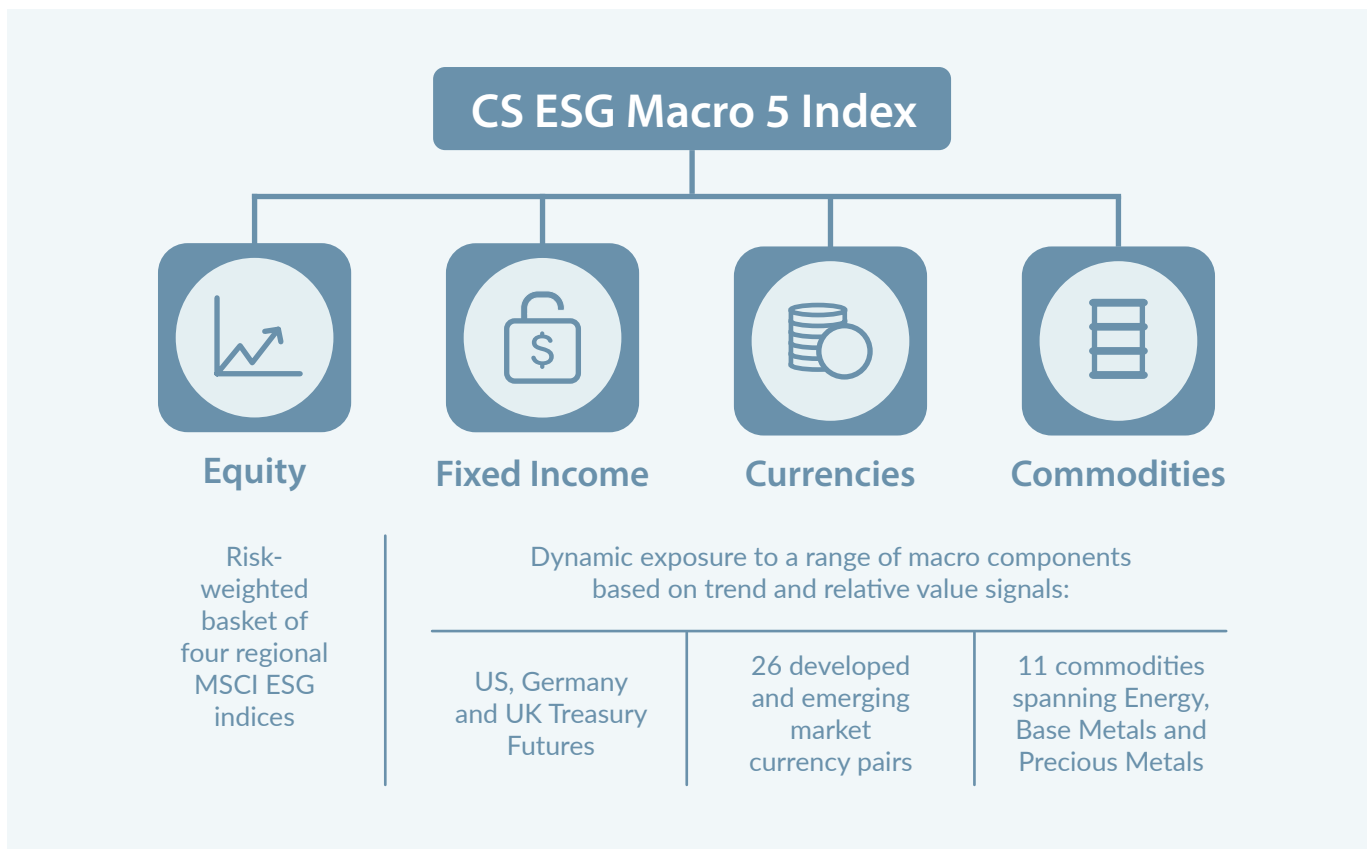 CS ESG Macro 5 Index
Equity
Fixed Income
Currencies
Commodities
Risk-
weighted
basket of
four regional
MSCI ESG
indices
Dynamic exposure to a range of macro components
based on trend and relative value signals:
$
US, Germany
and UK Treasury
Futures
26 developed
and emerging
market
currency pairs
11 commodities
spanning Energy,
Base Metals and
Precious Metals